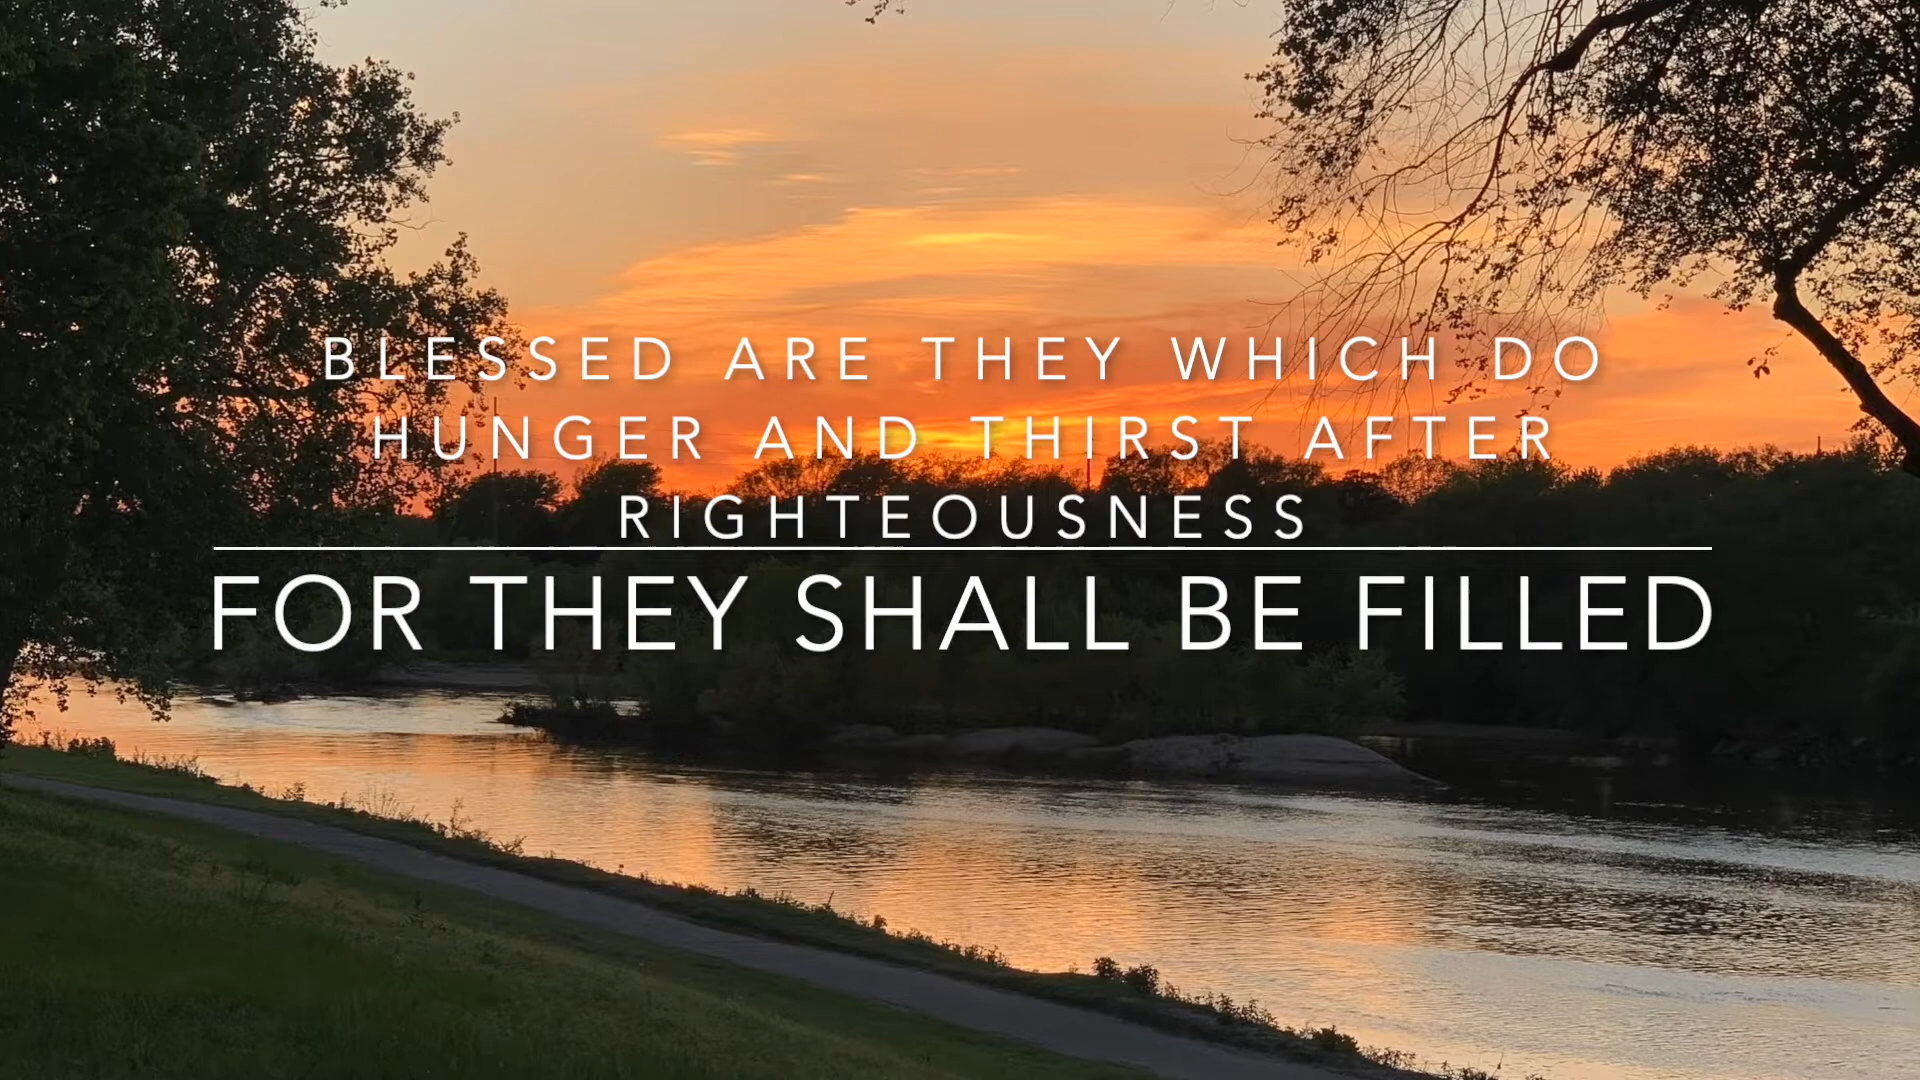 BLESSED ARE THEY WHICH DO
HUNGER AND THIRST AFTER
RIGHTEOUSNESS
FOR THEY SHALL BE FILLED